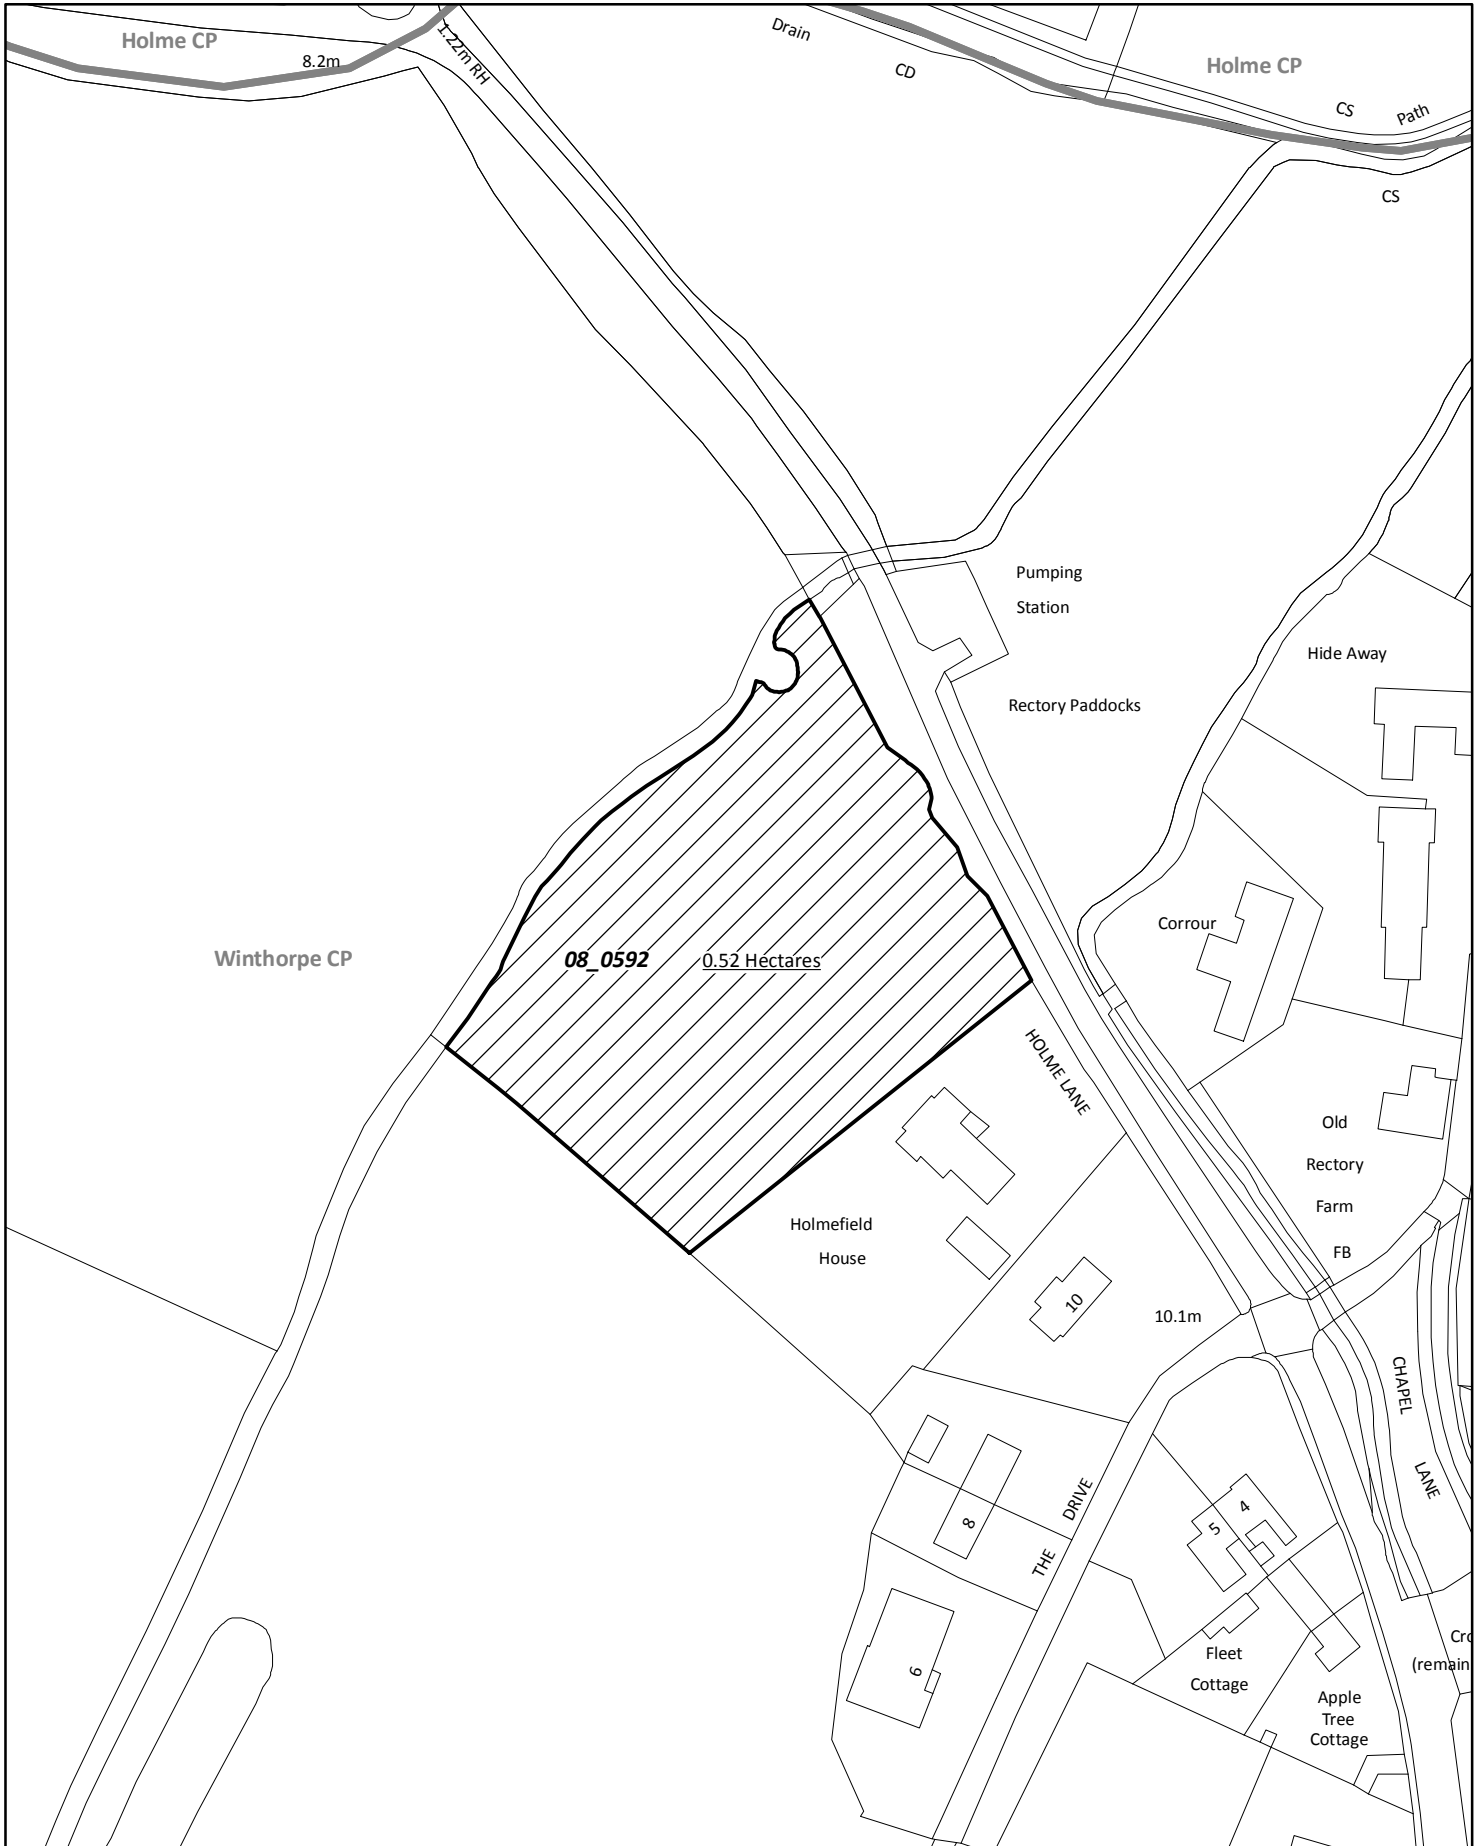 Holme CP
8.2m
1.22m RH
Drain
CD
Holme CP
CS
Path
CS
Pumping
Station
Hide Away
Rectory Paddocks
Corrour
Winthorpe CP
08_0592
0.52 Hectares
HOLME LANE
Old
Rectory
Farm
FB
Holmefield
House
10
10.1m
CHAPEL
LANE
THE DRIVE
8
4
5
6
Fleet
Cottage
Cro
(remain
Apple
Tree
Cottage